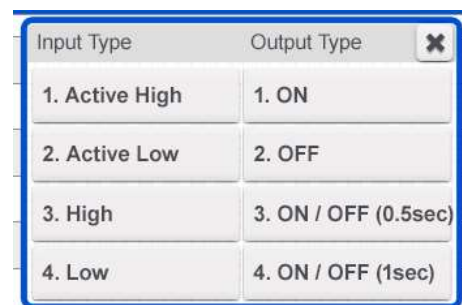 Input Type Output Type
1. Active High 1. ON
2. Active Low 2. OFF
3. High 3. ON / OFF (0.5sec)
4. Low 4. ON / OFF (1sec)